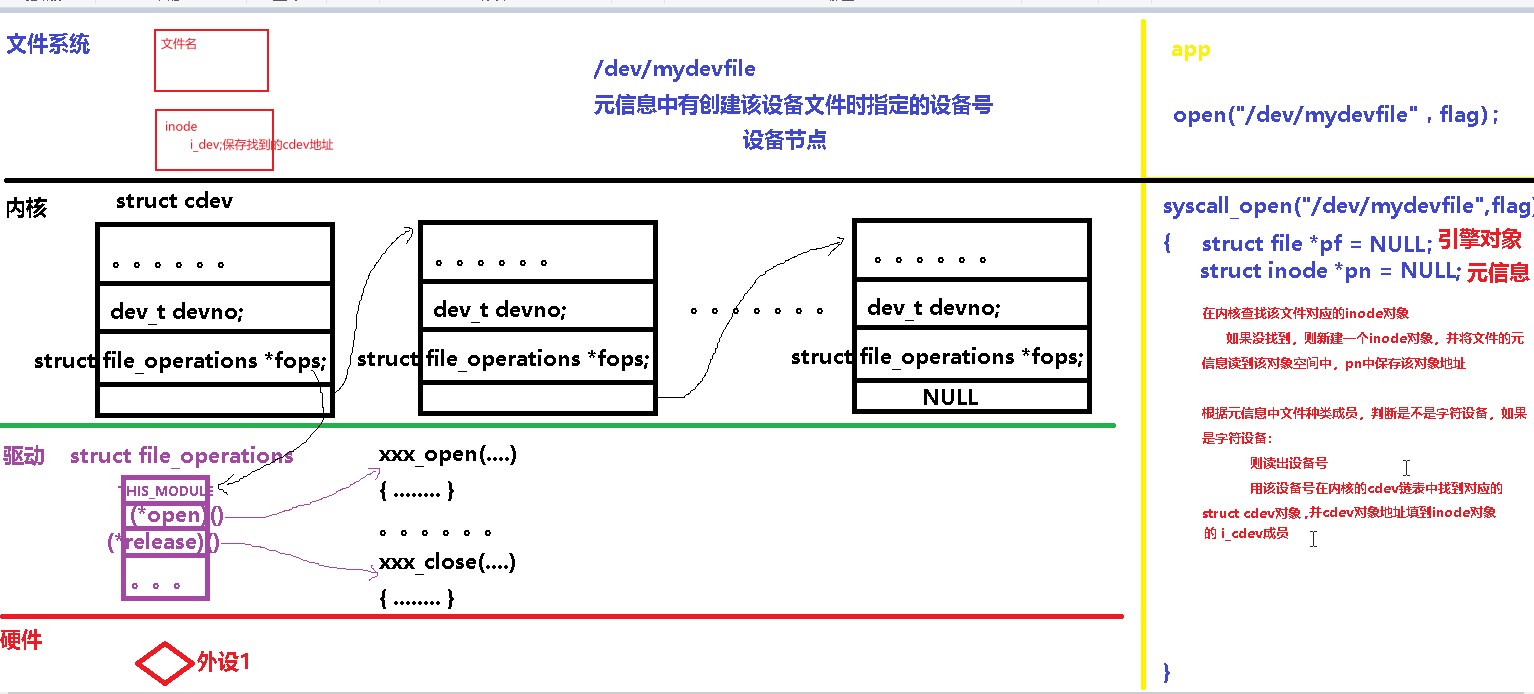 文件系统
文件名
inode
i_dev;保存找到的cdev地址
/dev/mydevfile
元信息中有创建该设备文件时指定的设备号
设备节点
app
open("/dev/mydevfile" , flag) ;
内核
struct cdev
。。。。。。
dev_t devno;
struct file_operations *fops;
。。。。。。
dev_t devno;
struct file_operations *fops;
。。。。。。。
。。。。。。
dev_t devno;
struct file_operations *fops;
NULL
驱动
struct file_operations
THIS_MODULE
(*open)()
(*release)()
。。。
xxx_open(....)
{ ........ }
。。。。。。
xxx_close(....)
{ ........ }
硬件
外设1
syscall_open("/dev/mydevfile",flag)
{ struct file *pf = NULL; 引擎对象
struct inode *pn = NULL; 元信息
在内核查找该文件对应的inode对象
如果没找到，则新建一个inode对象，并将文件的元
信息读到该对象空间中，pn中保存该对象地址
根据元信息中文件种类成员，判断是不是字符设备，如果
是字符设备：
则读出设备号
用该设备号在内核的cdev链表中找到对应的
struct cdev对象 , 并cdev对象地址填到inode对象
的 i_cdev成员
}